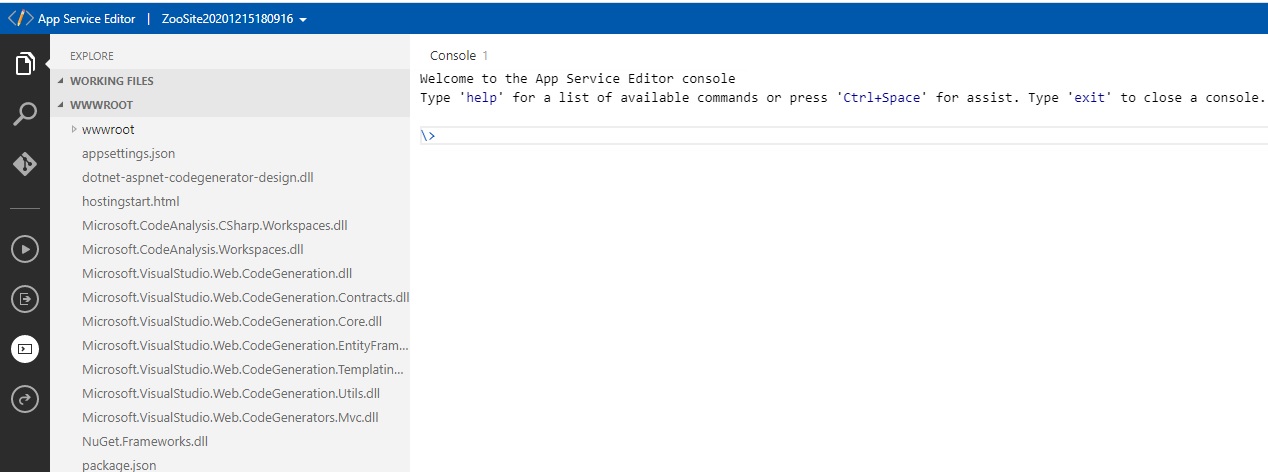 App Service Editor | ZooSite20201215180916
EXPLORE
WORKING FILES
WWWROOT
wwwroot
appsettings.json
dotnet-aspnet-codegenerator-design.dll
hostingstart.html
Microsoft.CodeAnalysis.CSharp.Workspaces.dll
Microsoft.CodeAnalysis.Workspaces.dll
Microsoft.VisualStudio.Web.CodeGeneration.dll
Microsoft.VisualStudio.Web.CodeGeneration.Contracts.dll
Microsoft.VisualStudio.Web.CodeGeneration.Core.dll
Microsoft.VisualStudio.Web.CodeGeneration.EntityFram...
Microsoft.VisualStudio.Web.CodeGeneration.Templatin...
Microsoft.VisualStudio.Web.CodeGeneration.Utils.dll
Microsoft.VisualStudio.Web.CodeGenerators.Mvc.dll
NuGet.Frameworks.dll
package.json
Console 1
Welcome to the App Service Editor console
Type 'help' for a list of available commands or press 'Ctrl+Space' for assist. Type 'exit' to close a console.
\>